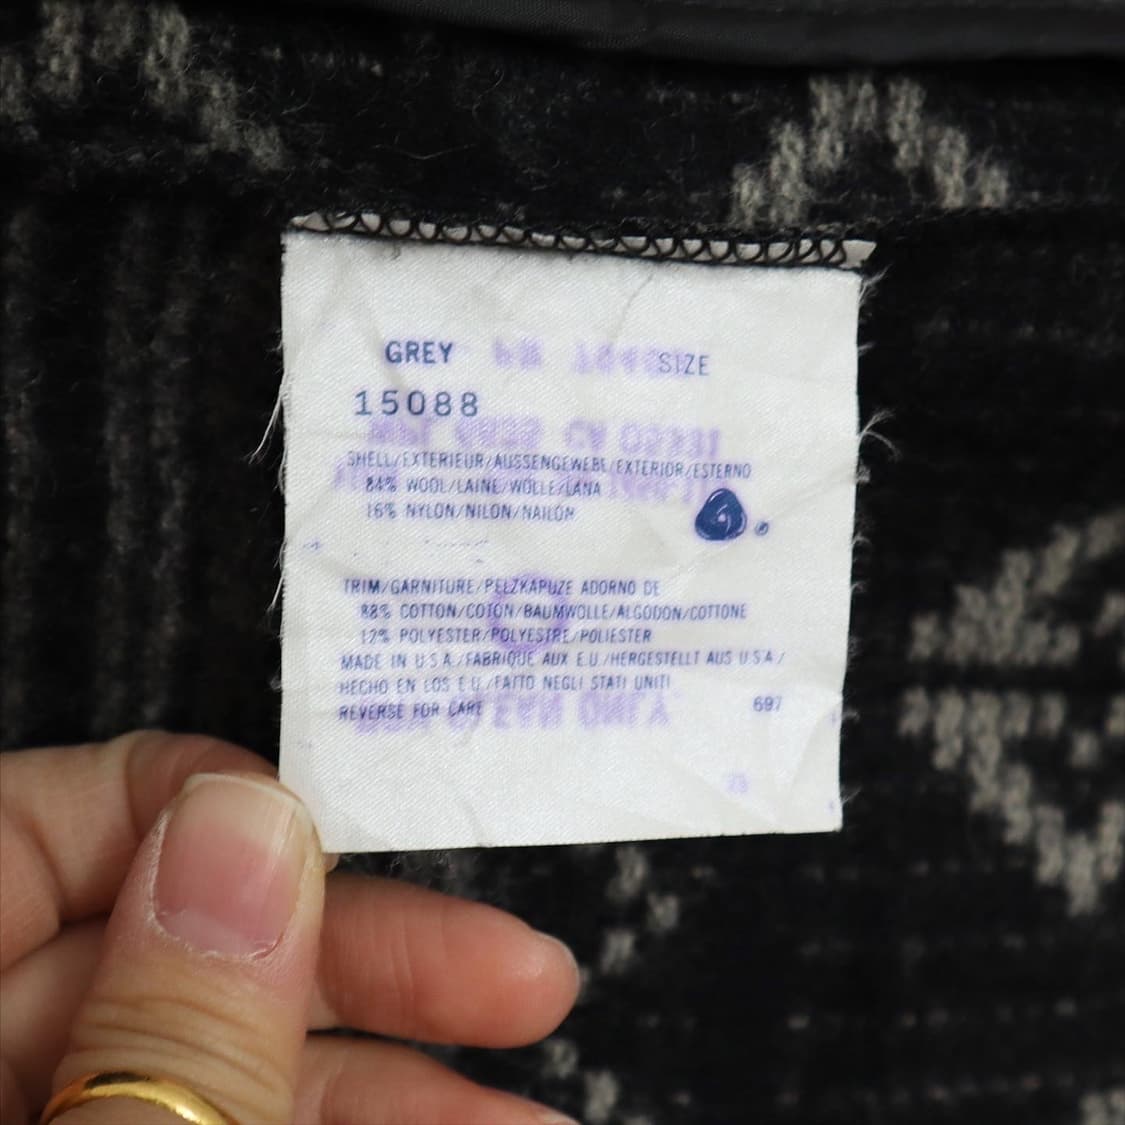 GREY SIZE
15088
SHELL/EXTERIEUR/AUSSENGEWEBE/EXTERIOR/ESTERNO
84% WOOL/LAINE/WOLLE/LANA
16% NYLON/NILON/NAILON
TRIM/GARNITURE/PELZKAPUZE ADORNO DE
88% COTTON/COTON/BAUMWOLLE/ALGODON/COTTONE
12% POLYESTER/POLYESTRE/POLIESTER
MADE IN U.S.A./FABRIQUE AUX E.U./HERGESTELLT AUS U.S.A/
HECHO EN LOS E.U./FATTO NEGLI STATI UNITI
REVERSE FOR CARE 697